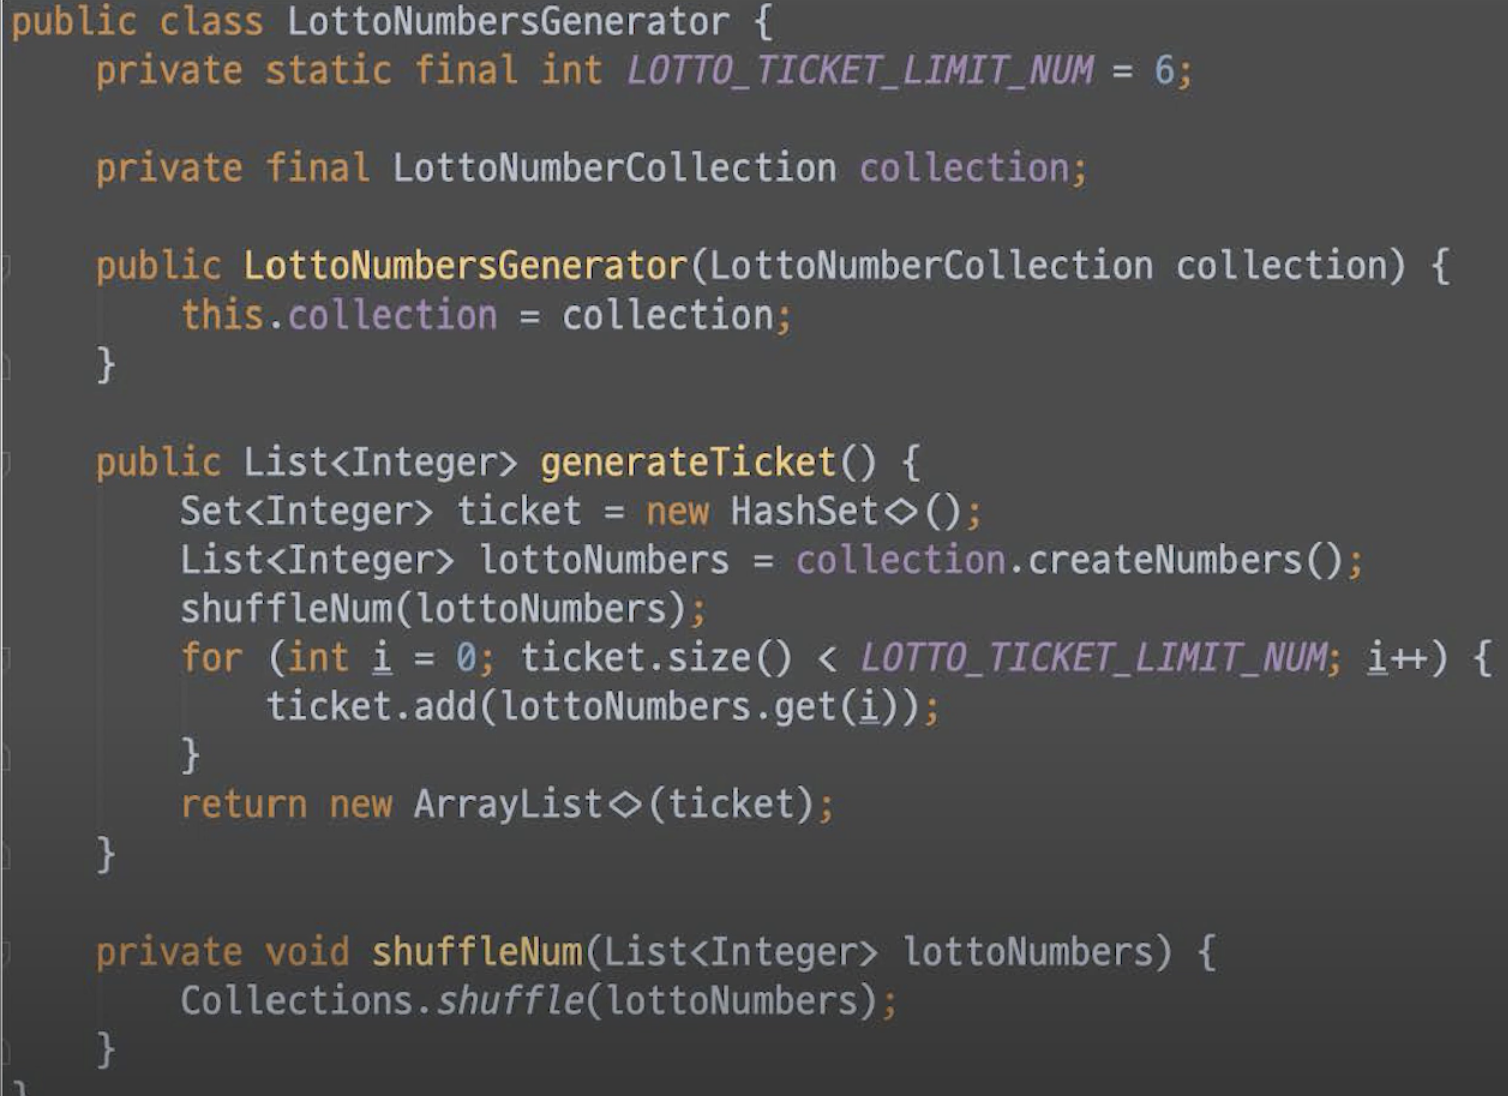 public class LottoNumbersGenerator {
private static final int LOTTO_TICKET_LIMIT_NUM = 6;
private final LottoNumberCollection collection;
public LottoNumbersGenerator(LottoNumberCollection collection) {
this.collection = collection;
}
public List<Integer> generateTicket() {
Set<Integer> ticket = new HashSet<>();
List<Integer> lottoNumbers = collection.createNumbers();
shuffleNum(lottoNumbers);
for (int i = 0; ticket.size() < LOTTO_TICKET_LIMIT_NUM; i++) {
ticket.add(lottoNumbers.get(i));
}
return new ArrayList<>(ticket);
}
private void shuffleNum(List<Integer> lottoNumbers) {
Collections.shuffle(lottoNumbers);
}
}